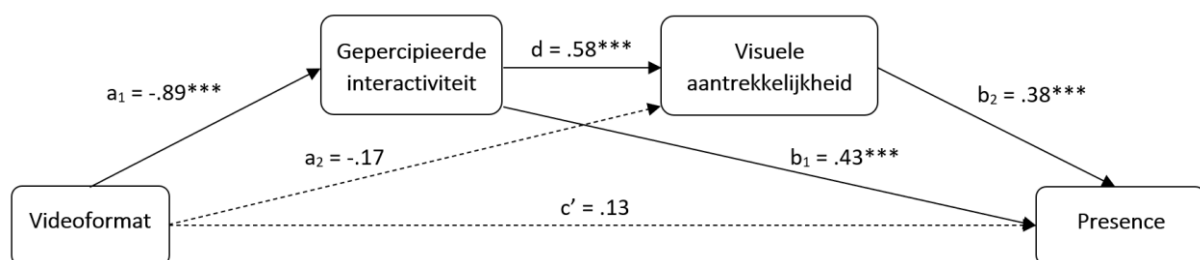 Gepercipieerde
interactiviteit
d = .58***
Visuele
aantrekkelijkheid
a₁ = -.89***
b₂ = .38***
a₂ = -.17
b₁ = .43***
Videoformat
c’ = .13
Presence